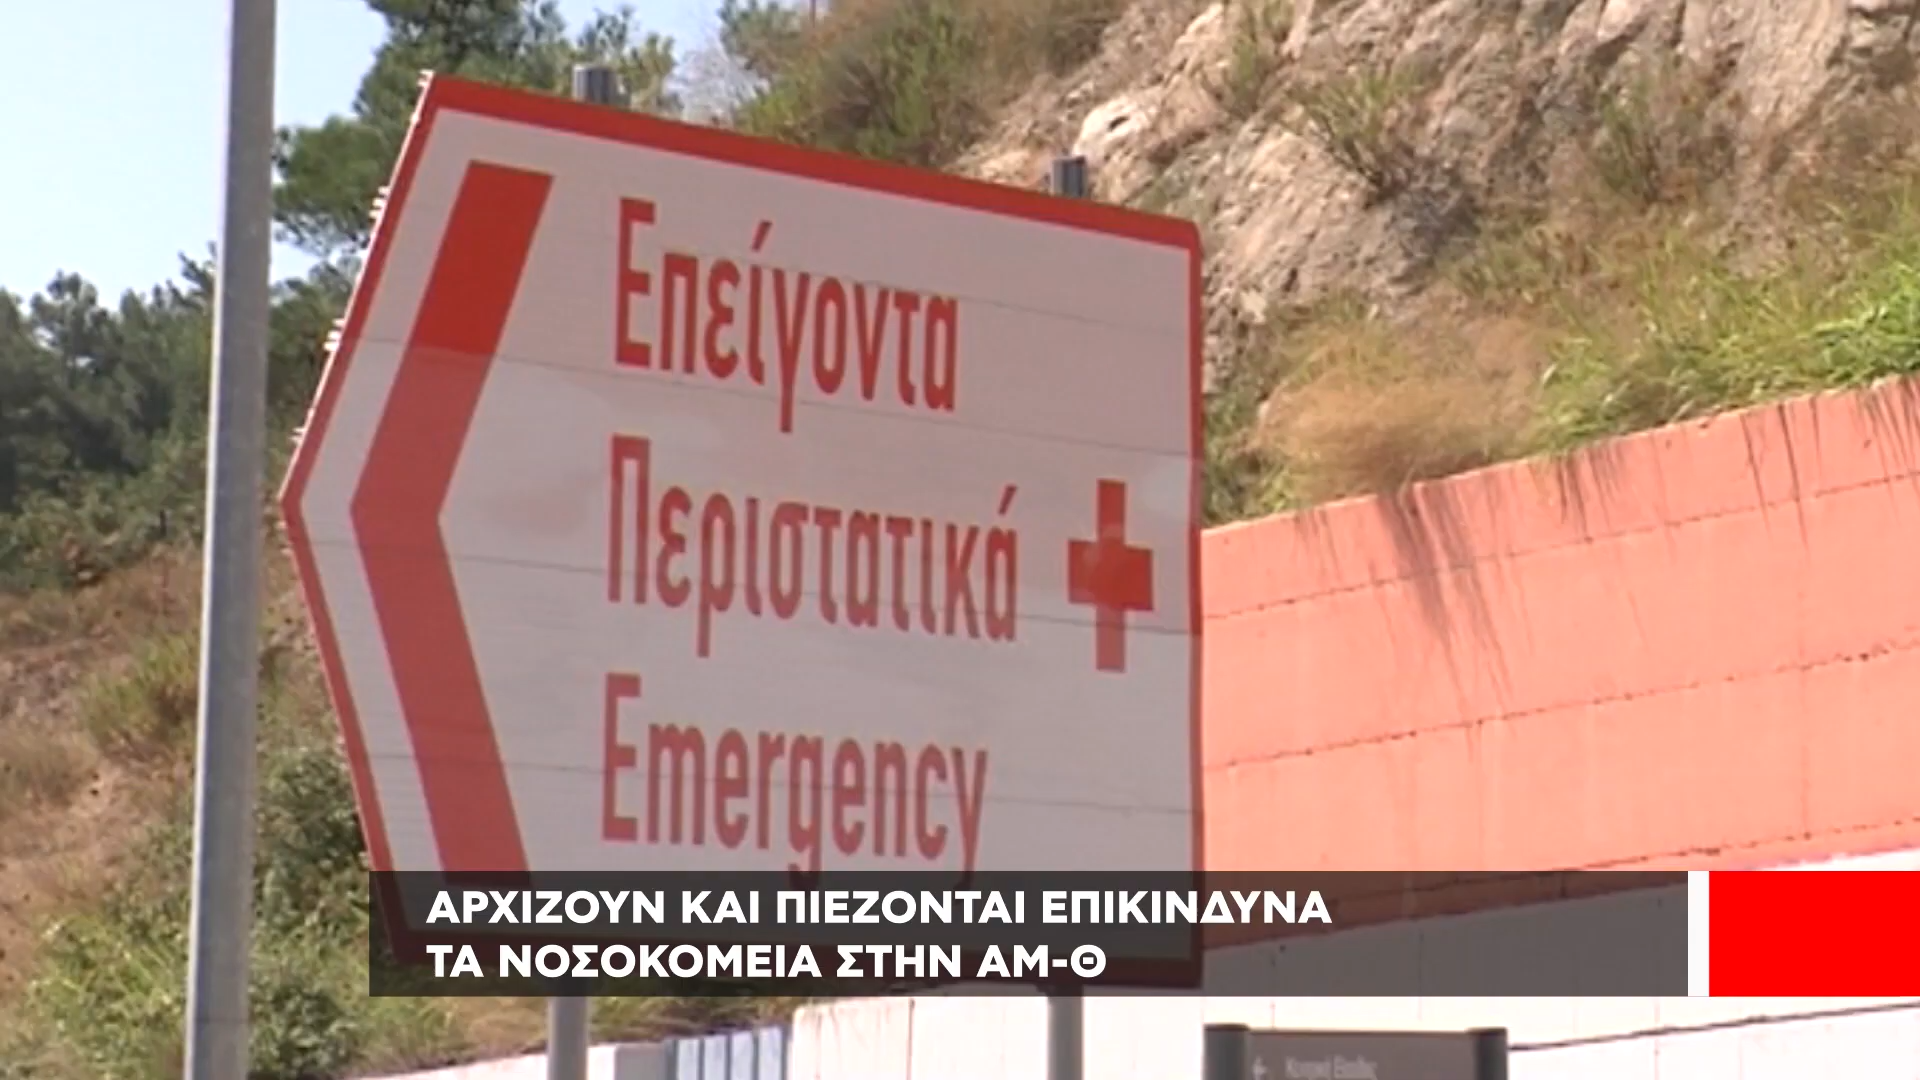 Επείγοντα
Περιστατικά
Emergency
ΑΡΧΙΖΟΥΝ ΚΑΙ ΠΙΕΖΟΝΤΑΙ ΕΠΙΚΙΝΔΥΝΑ
ΤΑ ΝΟΣΟΚΟΜΕΙΑ ΣΤΗΝ ΑΜ-Θ